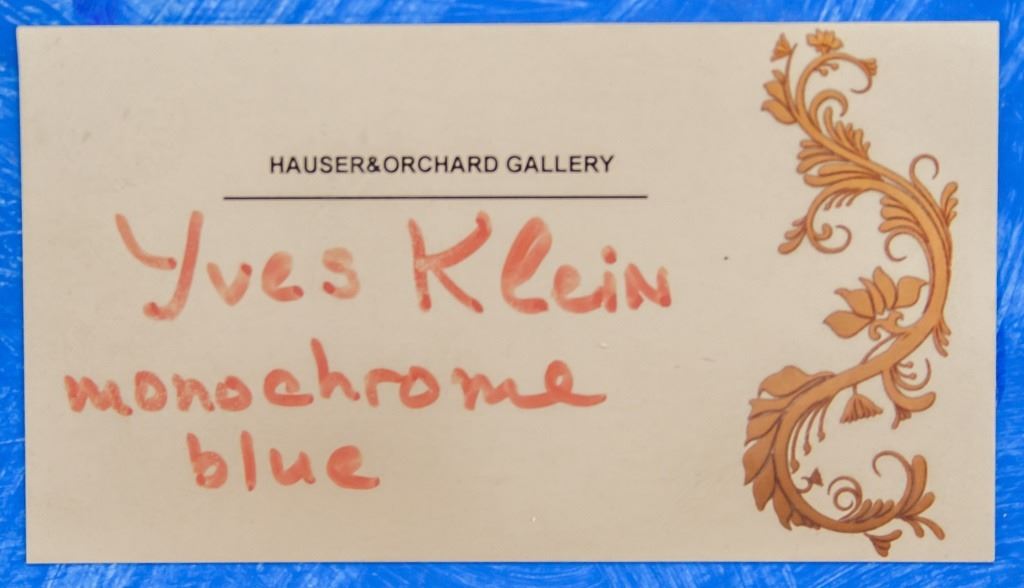 HAUSER&ORCHARD GALLERY
Yves Klein
monochrome
blue